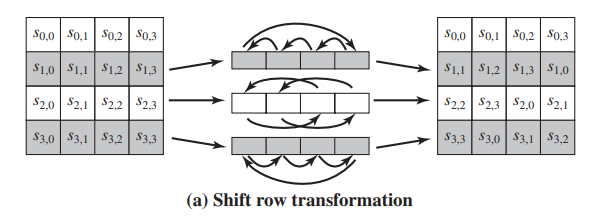 s0,0 s0,1 s0,2 s0,3 s0,0 s0,1 s0,2 s0,3
s1,0 s1,1 s1,2 s1,3 s1,1 s1,2 s1,3 s1,0
s2,0 s2,1 s2,2 s2,3 s2,2 s2,3 s2,0 s2,1
s3,0 s3,1 s3,2 s3,3 s3,3 s3,0 s3,1 s3,2
(a) Shift row transformation